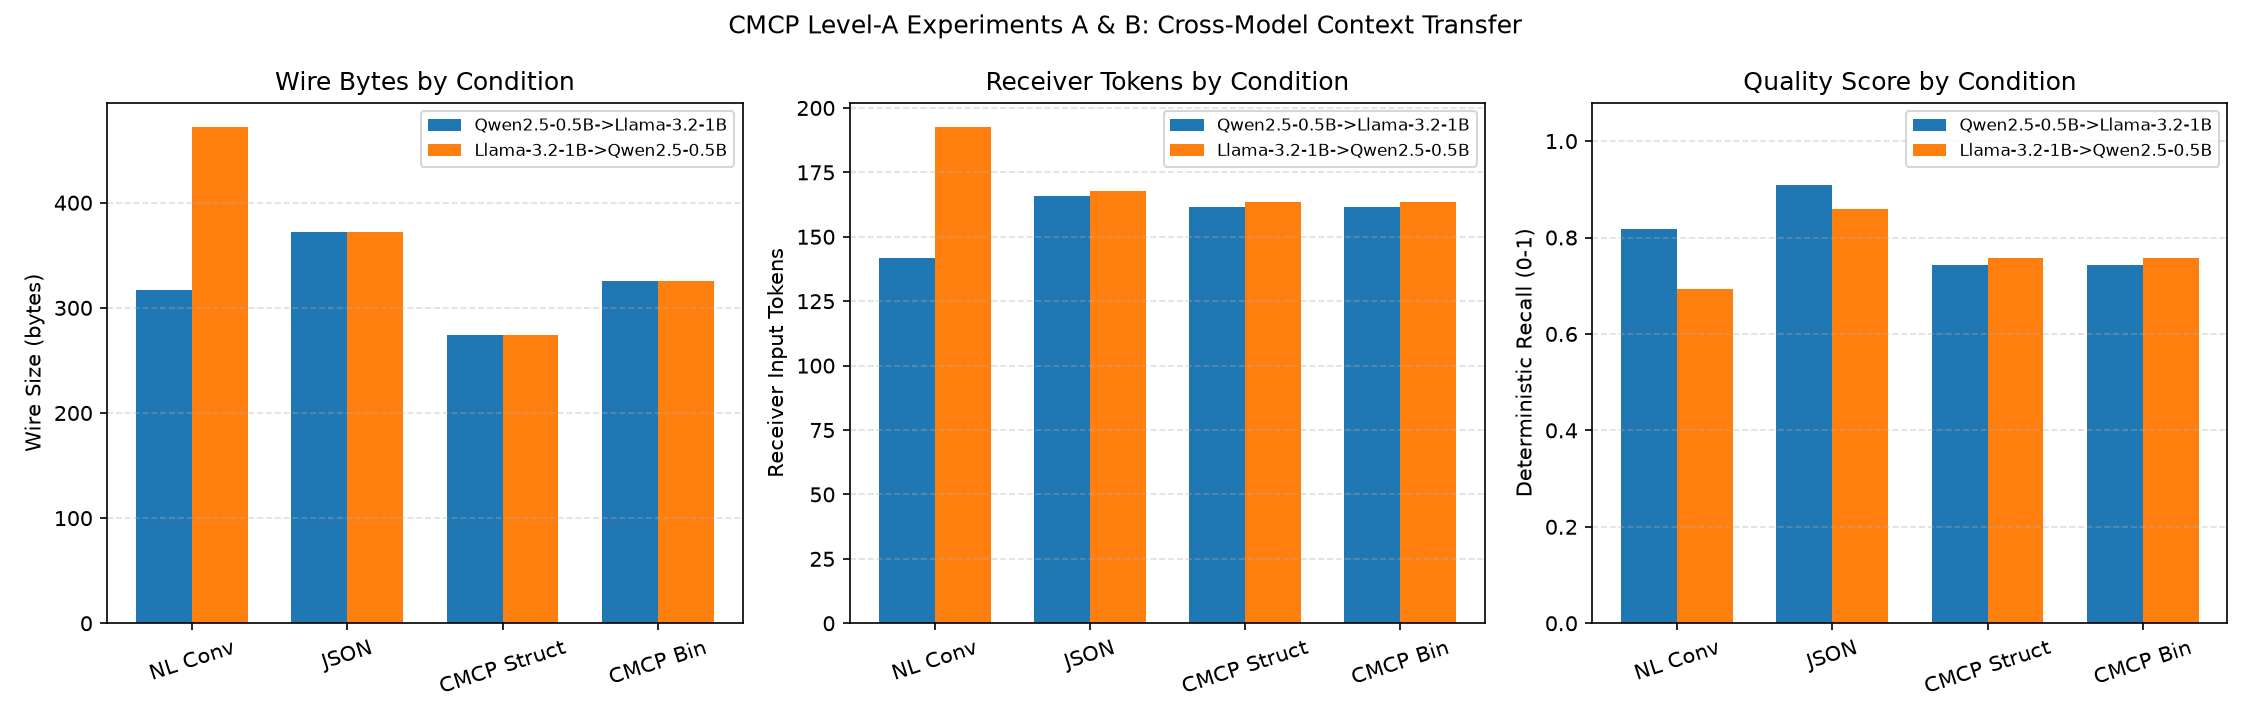 CMCP Level-A Experiments A & B: Cross-Model Context Transfer
Wire Bytes by Condition
Wire Size (bytes)
400
300
200
100
0
Qwen2.5-0.5B->Llama-3.2-1B
Llama-3.2-1B->Qwen2.5-0.5B
NL Conv
JSON
CMCP Struct
CMCP Bin
Receiver Tokens by Condition
Receiver Input Tokens
200
175
150
125
100
75
50
25
0
Qwen2.5-0.5B->Llama-3.2-1B
Llama-3.2-1B->Qwen2.5-0.5B
NL Conv
JSON
CMCP Struct
CMCP Bin
Quality Score by Condition
Deterministic Recall (0-1)
1.0
0.8
0.6
0.4
0.2
0.0
Qwen2.5-0.5B->Llama-3.2-1B
Llama-3.2-1B->Qwen2.5-0.5B
NL Conv
JSON
CMCP Struct
CMCP Bin